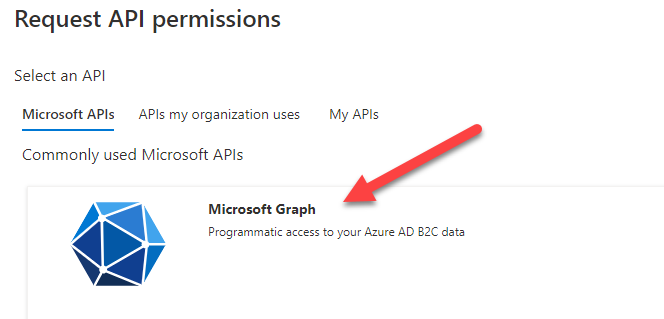 Request API permissions
Select an API
Microsoft APIs APIs my organization uses My APIs
Commonly used Microsoft APIs
Microsoft Graph
Programmatic access to your Azure AD B2C data